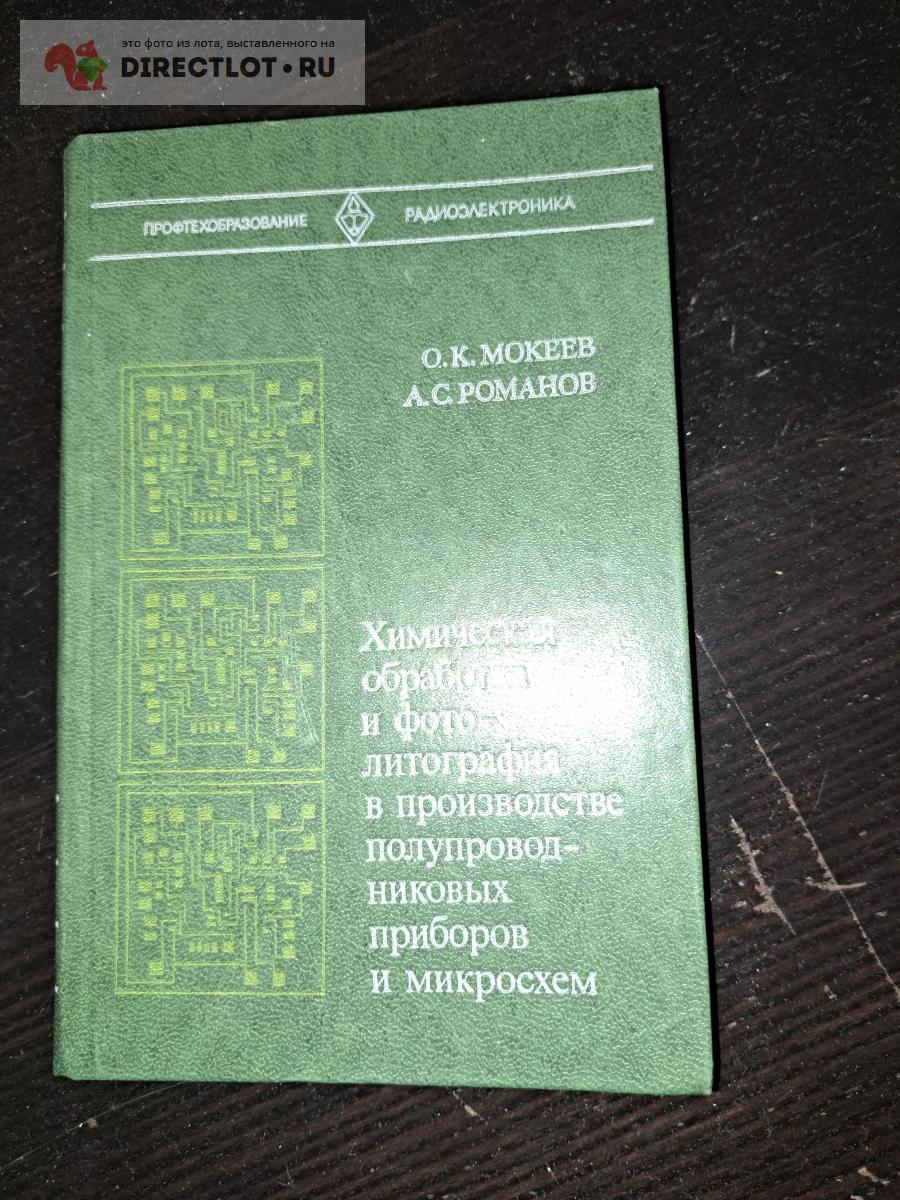 это фото из лота, выставленного на
DIRECTLOT•RU
ПРОФТЕХОБРАЗОВАНИЕ РАДИОЭЛЕКТРОНИКА
О.К. МОКЕЕВ
А.С. РОМАНОВ
Химическая
обработка
и фото-
литография
в производстве
полупровод-
никовых
приборов
и микросхем